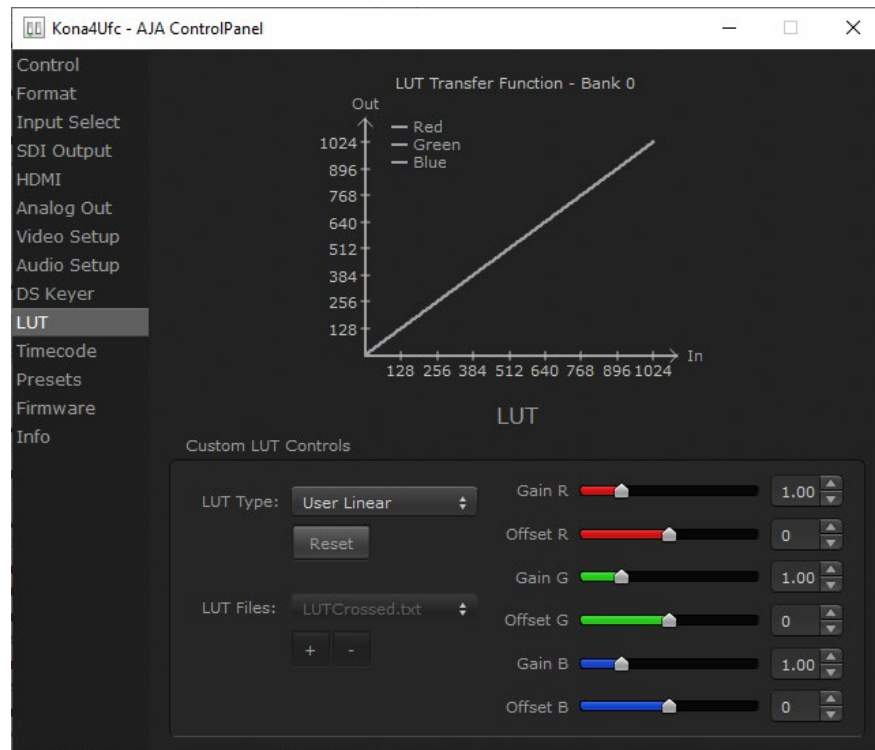 Kona4Ufc - AJA ControlPanel
Control
Format
Input Select
SDI Output
HDMI
Analog Out
Video Setup
Audio Setup
DS Keyer
LUT
Timecode
Presets
Firmware
Info
LUT Transfer Function - Bank 0
Out
Red
Green
Blue
1024
896
768
640
512
384
256
128
In
128 256 384 512 640 768 896 1024
LUT
Custom LUT Controls
LUT Type: User Linear
Reset
LUT Files: LUTCrossed.txt
+ -
Gain R 1.00
Offset R 0
Gain G 1.00
Offset G 0
Gain B 1.00
Offset B 0